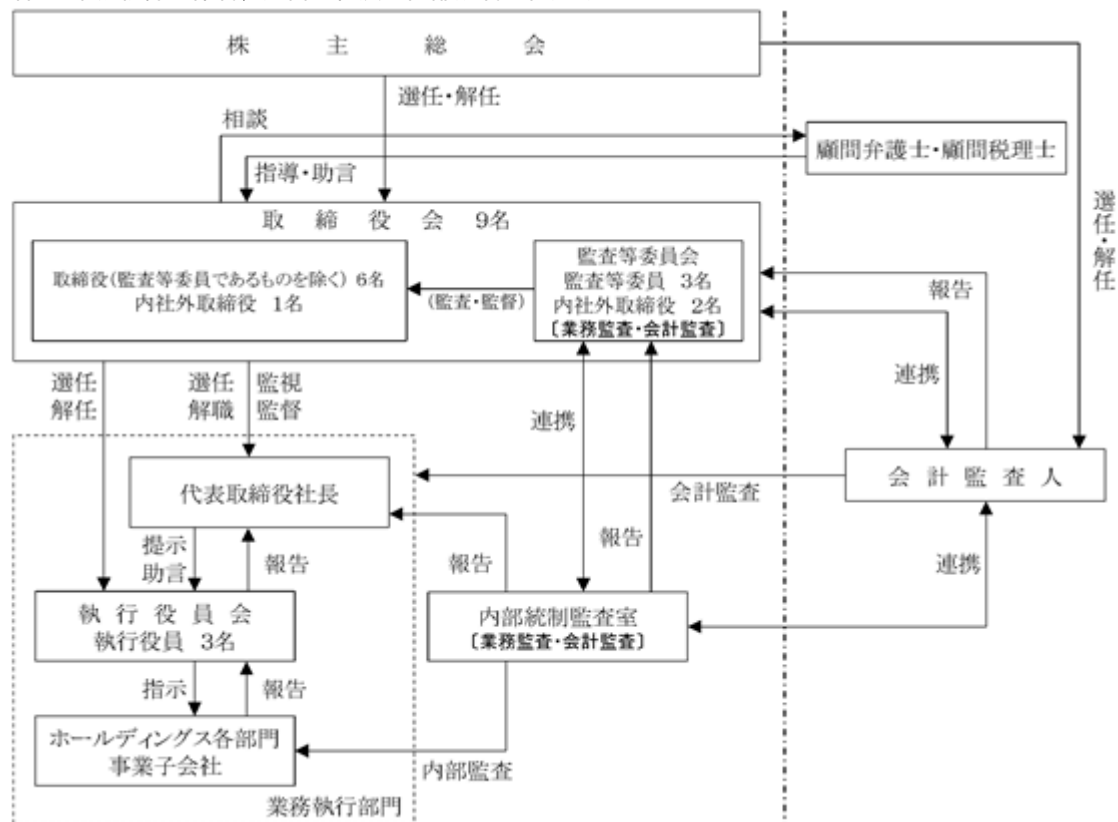 株主総会
選任・解任
相談
顧問弁護士・顧問税理士
指導・助言
選任・解任
取締役会 9名
取締役(監査等委員であるものを除く) 6名
内社外取締役 1名
(監査・監督)
監査等委員会
監査等委員 3名
内社外取締役 2名
〔業務監査・会計監査〕
報告
連携
選任
解任
選任
解職
監視
監督
連携
報告
代表取締役社長
会計監査
会計監査人
提示
助言
報告
報告
連携
執行役員会
執行役員 3名
内部統制監査室
〔業務監査・会計監査〕
指示
報告
ホールディングス各部門
事業子会社
内部監査
業務執行部門